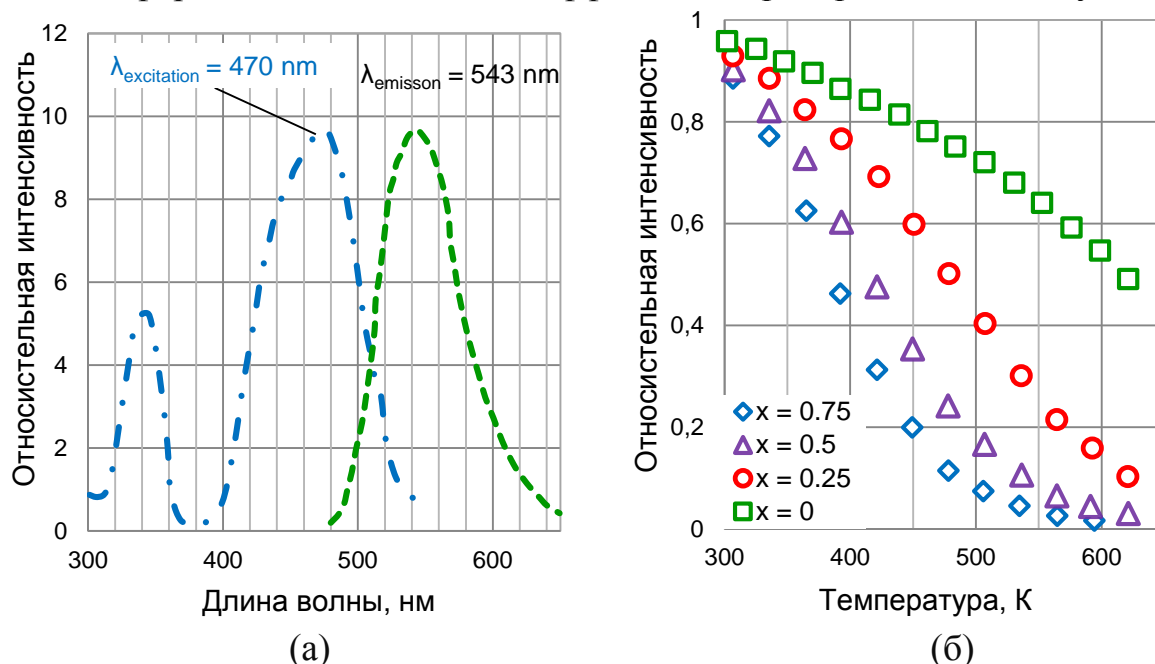 12
10
8
6
4
2
0
300
400
500
600
Относистельная интенсивность
Длина волны, нм
λexcitation = 470 nm
λemisson = 543 nm
(а)
1
0,8
0,6
0,4
0,2
0
300
400
500
600
Относистельная интенсивность
Температура, К
x = 0.75
x = 0.5
x = 0.25
x = 0
(б)